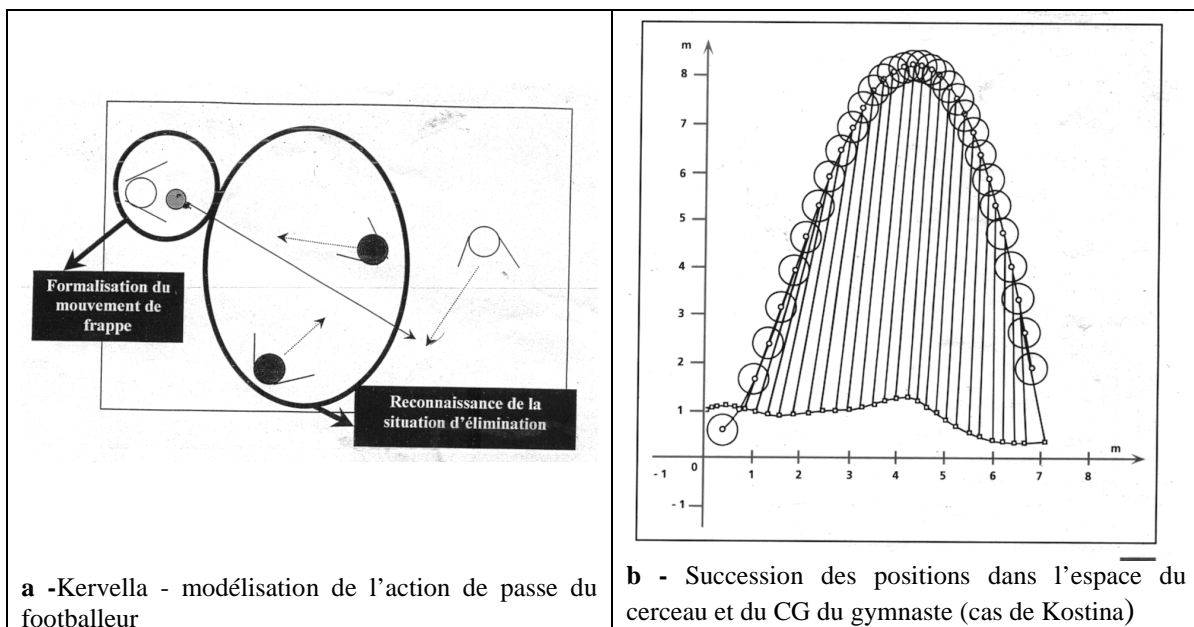 Formalisation du
mouvement de
frappe
Reconnaissance de la
situation d'élimination
a -Kervella - modélisation de l'action de passe du
footballeur
m
8
7
6
5
4
3
2
1
m
- 1 0 1 2 3 4 5 6 7 8
- 1
b - Succession des positions dans l'espace du
cerceau et du CG du gymnaste (cas de Kostina)